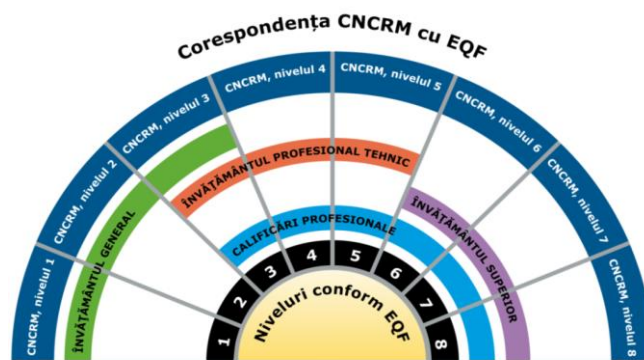 Corespondența CNCRM cu EQF
CNCRM, nivelul 1
CNCRM, nivelul 2
CNCRM, nivelul 3
CNCRM, nivelul 4
CNCRM, nivelul 5
CNCRM, nivelul 6
CNCRM, nivelul 7
CNCRM, nivelul 8
ÎNVĂȚĂMÂNTUL GENERAL
ÎNVĂȚĂMÂNTUL PROFESIONAL TEHNIC
CALIFICĂRI PROFESIONALE
ÎNVĂȚĂMÂNTUL SUPERIOR
1
2
3
4
5
6
7
8
Niveluri conform EQF